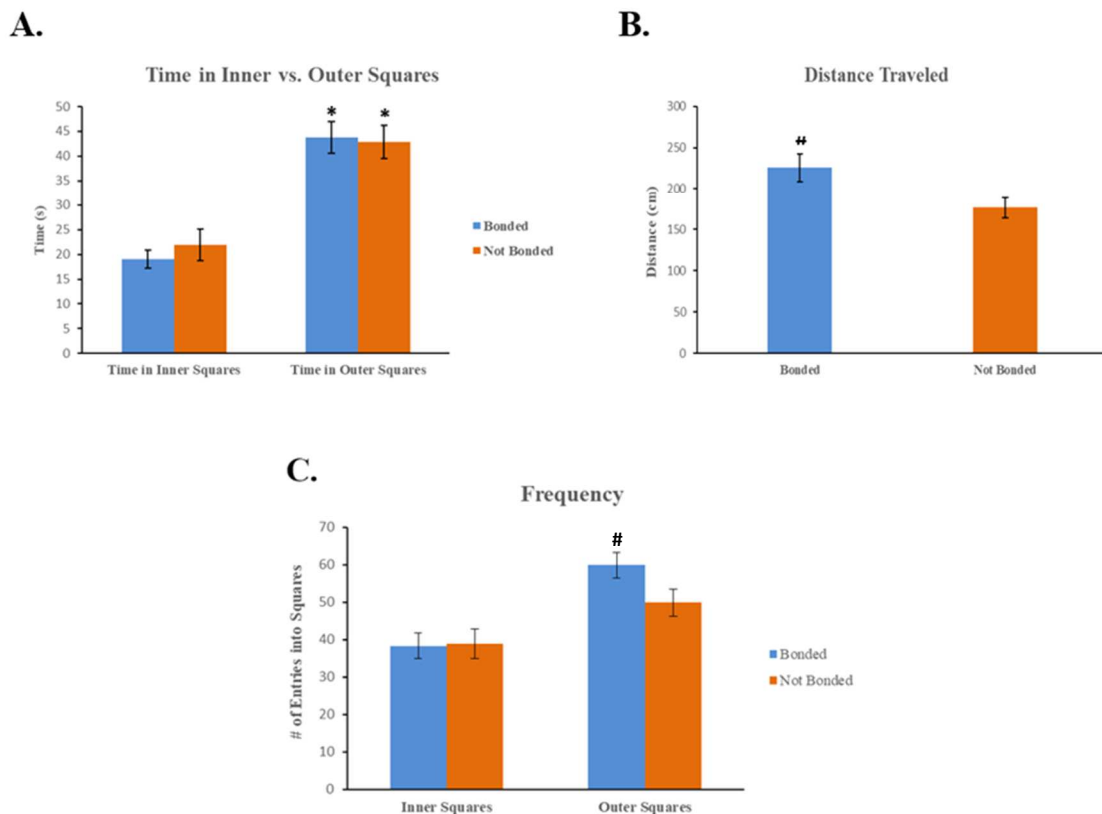 A.
Time in Inner vs. Outer Squares
50
45
40
35
30
25
20
15
10
5
0
Time (s)
* *
Time in Inner Squares Time in Outer Squares
Bonded
Not Bonded
B.
Distance Traveled
300
250
200
150
100
50
0
Distance (cm)
#
Bonded Not Bonded
C.
Frequency
70
60
50
40
30
20
10
0
# of Entries into Squares
#
Inner Squares Outer Squares
Bonded
Not Bonded